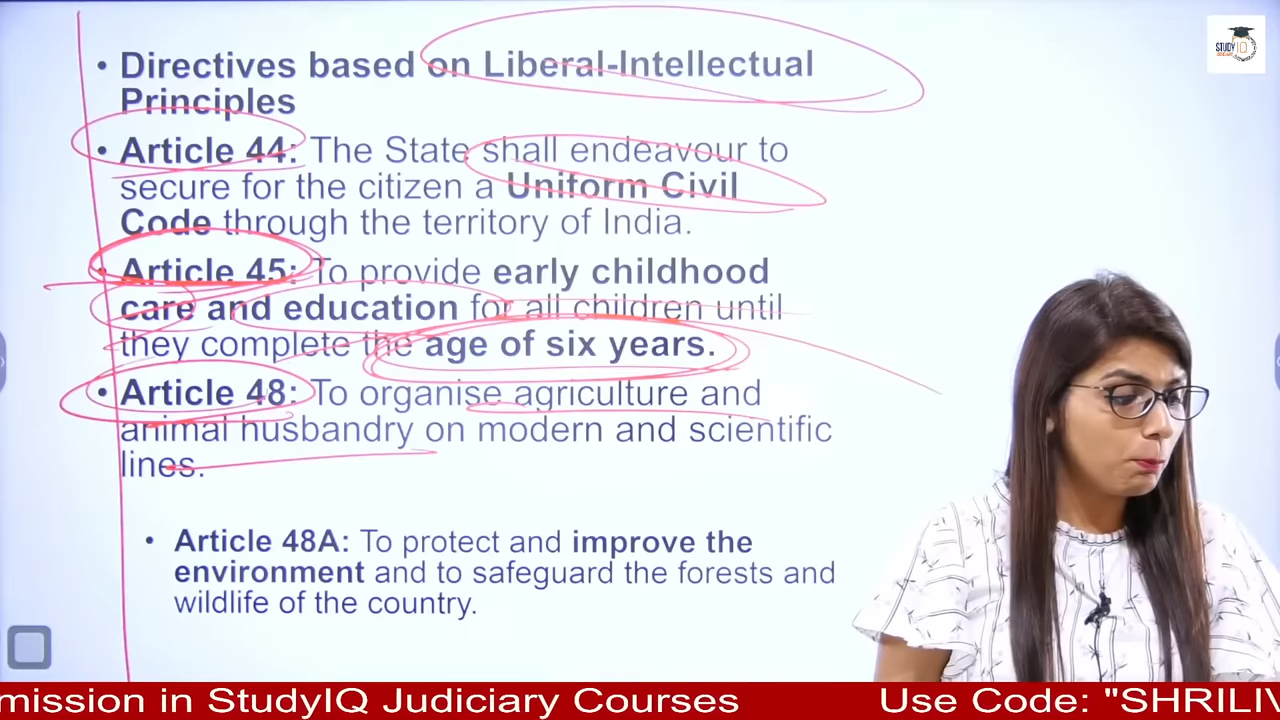 • Directives based on Liberal-Intellectual
Principles
• Article 44: The State shall endeavour to
secure for the citizen a Uniform Civil
Code through the territory of India.
• Article 45: To provide early childhood
care and education for all children until
they complete the age of six years.
• Article 48: To organise agriculture and
animal husbandry on modern and scientific
lines.
• Article 48A: To protect and improve the
environment and to safeguard the forests and
wildlife of the country.
STUDY IQ
mission in StudyIQ Judiciary Courses Use Code: "SHRILIV